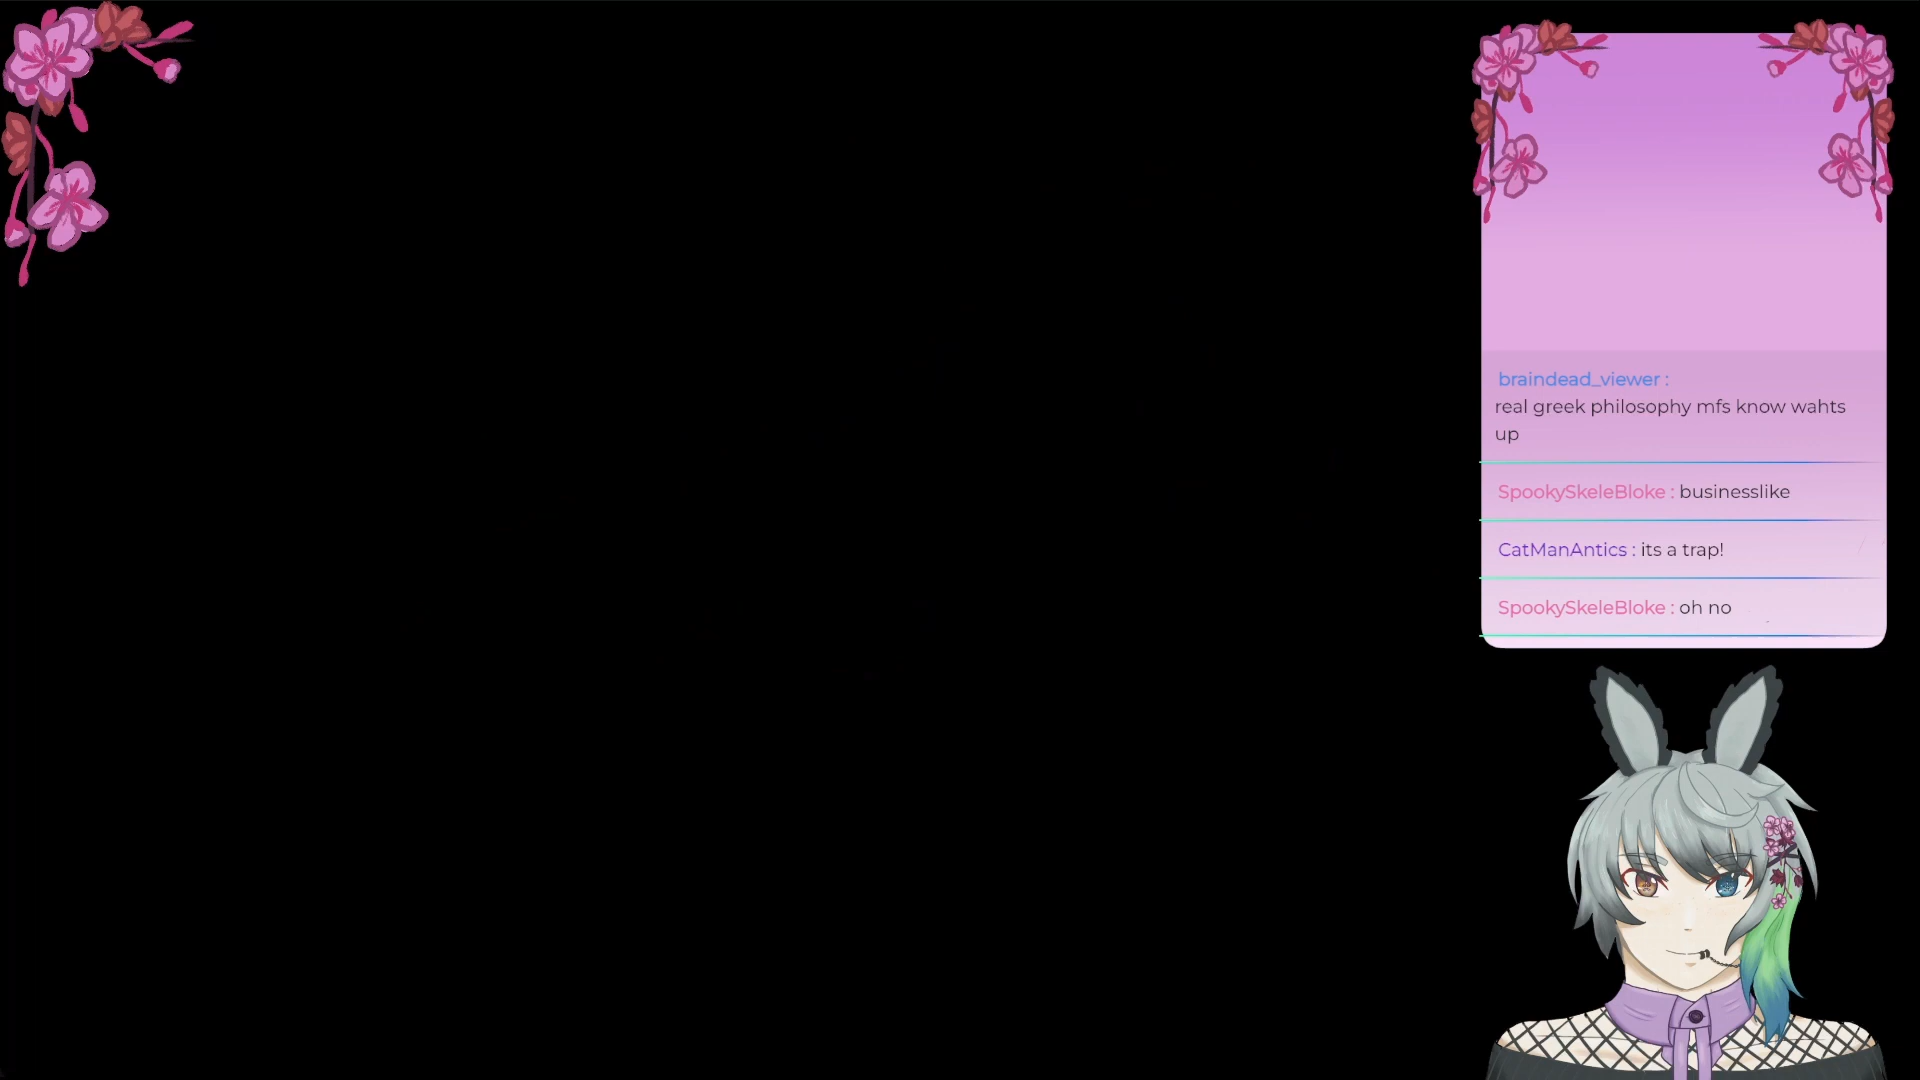 braindead_viewer :
real greek philosophy mfs know wahts
up
SpookySkeleBloke : businesslike
CatManAntics : its a trap!
SpookySkeleBloke : oh no